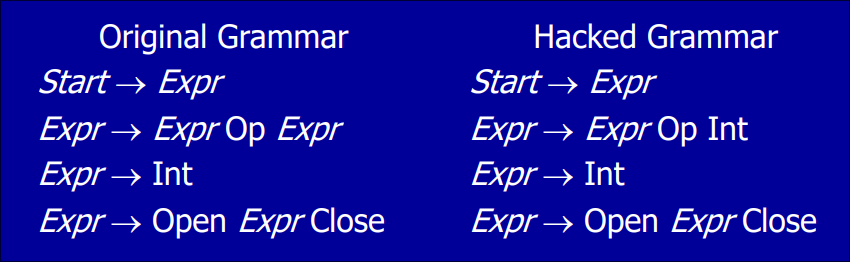 Original Grammar
Start → Expr
Expr → Expr Op Expr
Expr → Int
Expr → Open Expr Close
Hacked Grammar
Start → Expr
Expr → Expr Op Int
Expr → Int
Expr → Open Expr Close